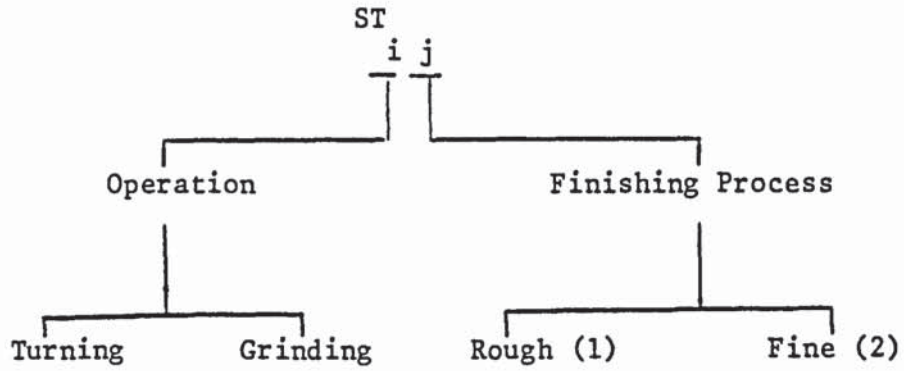 ST
i j
Operation Finishing Process
Turning Grinding Rough (1) Fine (2)